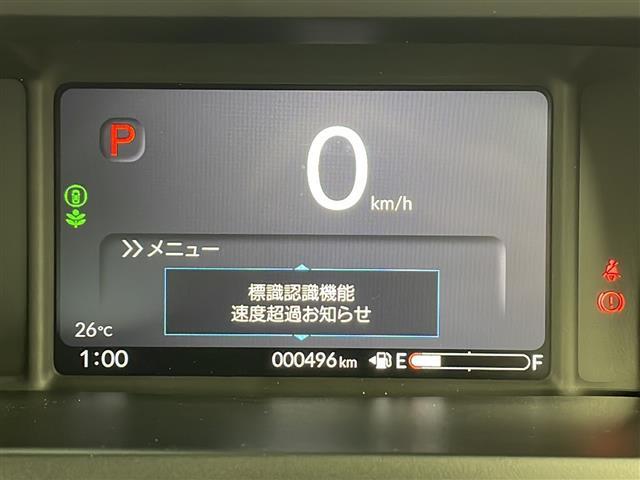 P
0
km/h
>>メニュー
標識認識機能
速度超過お知らせ
26℃
1:00
000496km
E
F